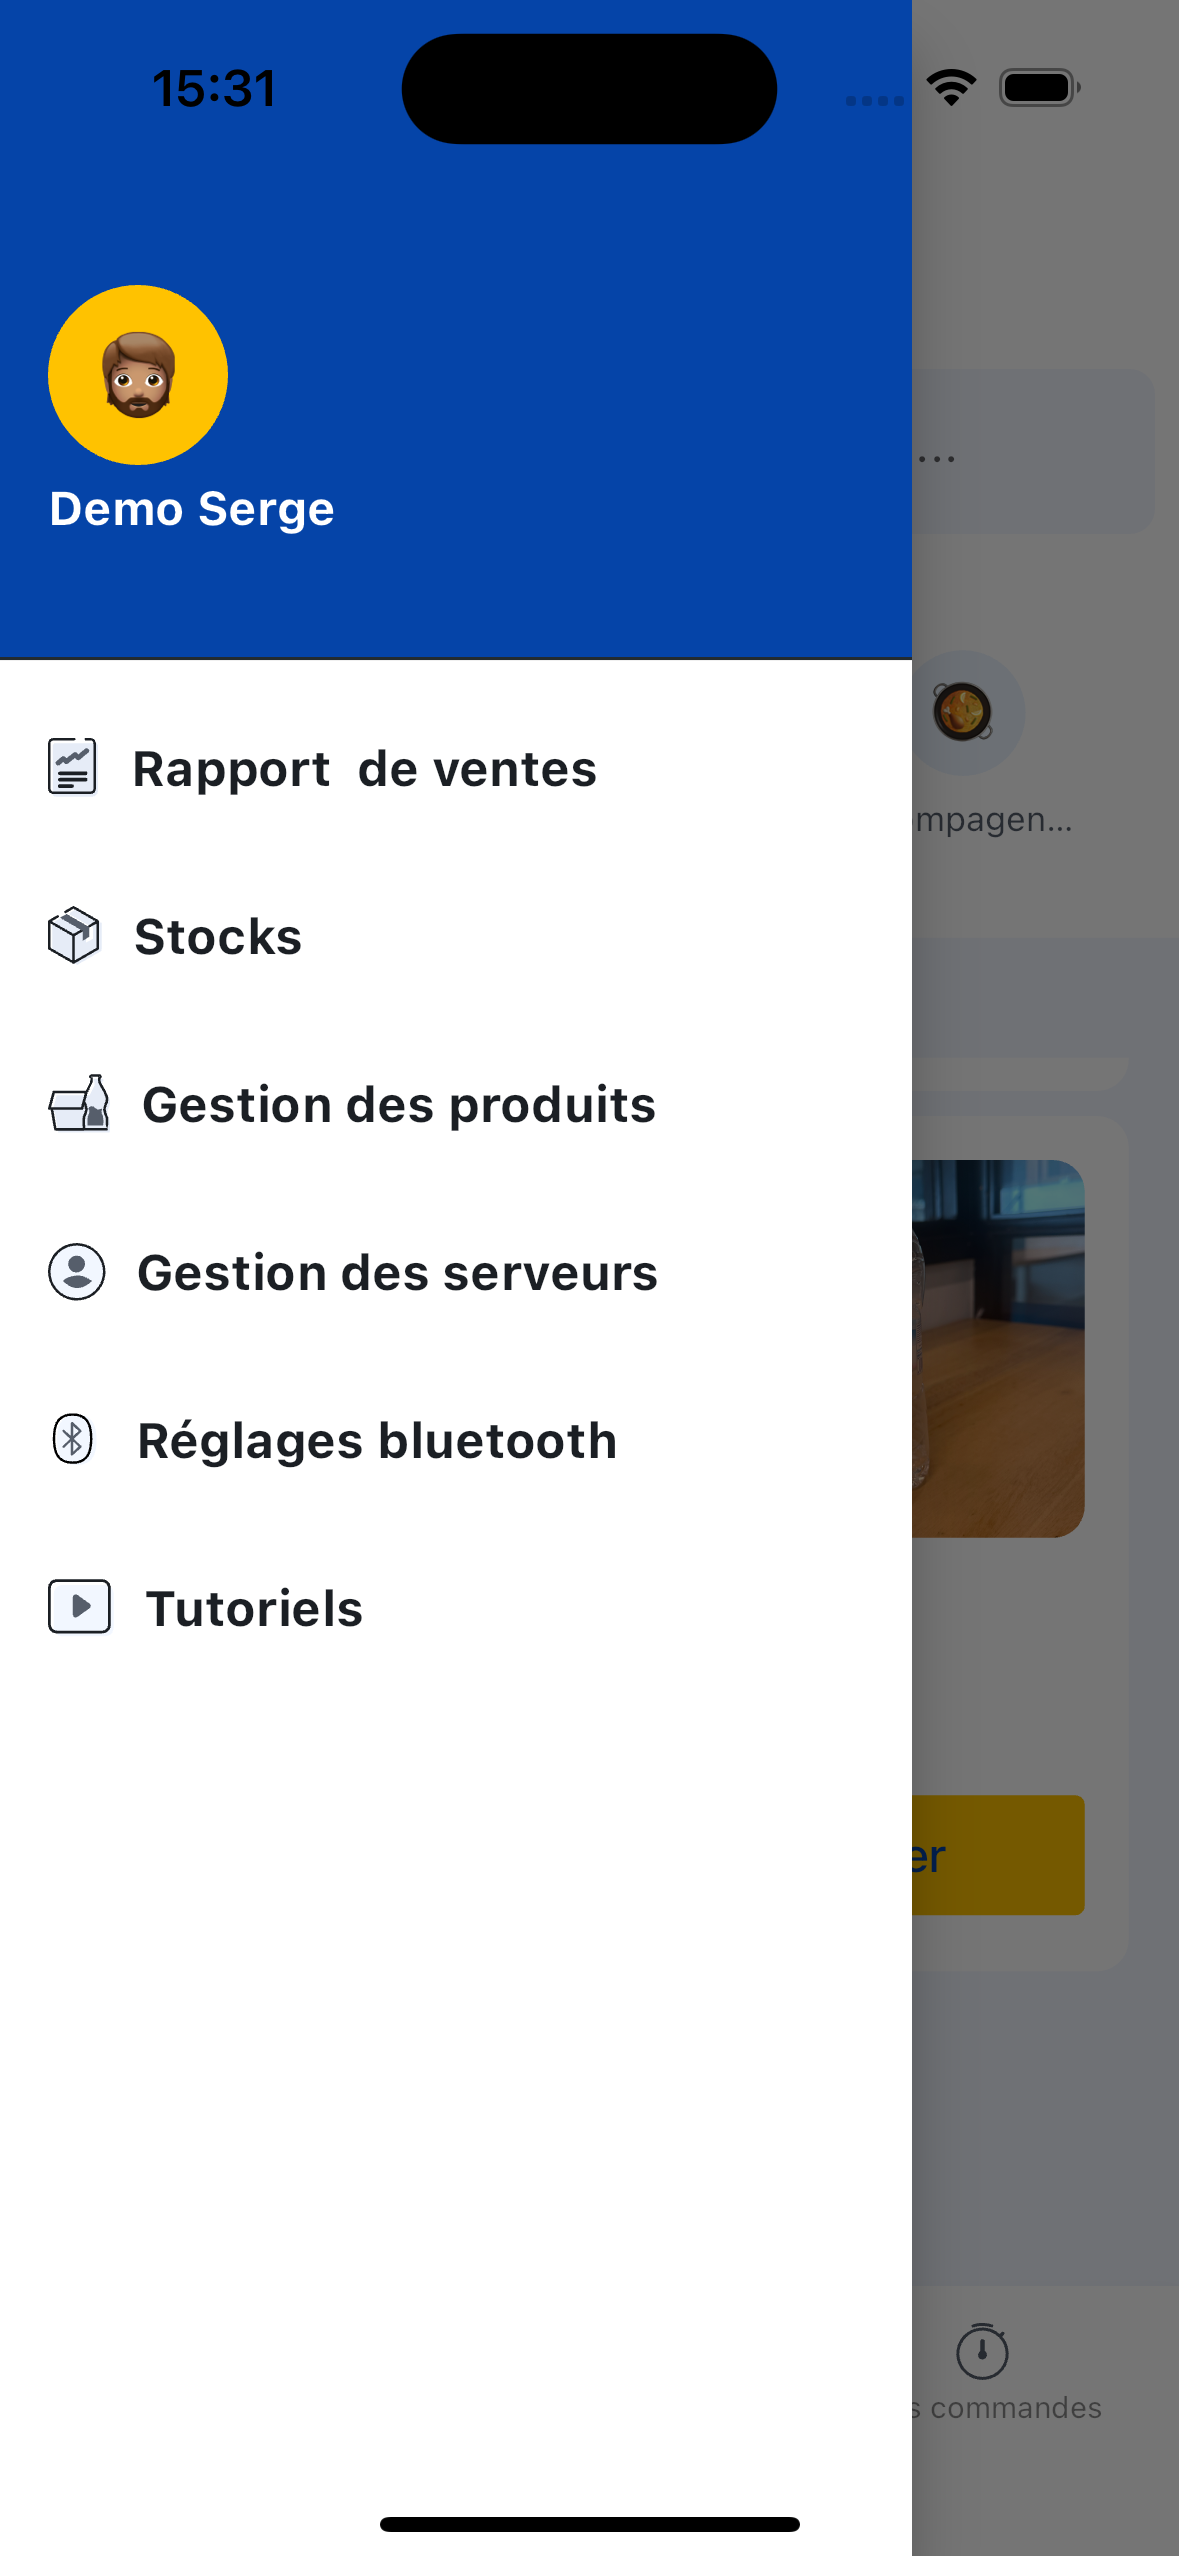 15:31
Demo Serge
...
Rapport  de ventes
mpagen...
Stocks
Gestion des produits
Gestion des serveurs
Réglages bluetooth
Tutoriels
er
s commandes